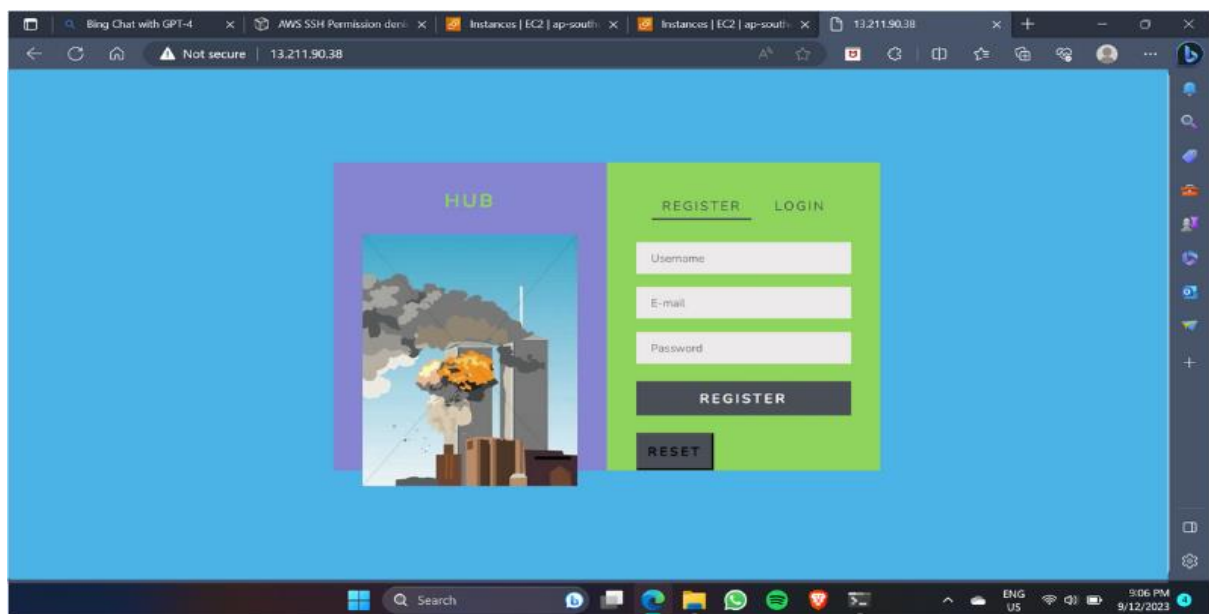 Bing Chat with GPT-4
AWS SSH Permission deni
Instances | EC2 | ap-south
Instances | EC2 | ap-south
13.211.90.38
Not secure
13.211.90.38
HUB
REGISTER LOGIN
Username
E-mail
Password
REGISTER
RESET
Search
ENG
US
9:06 PM
9/12/2023
4